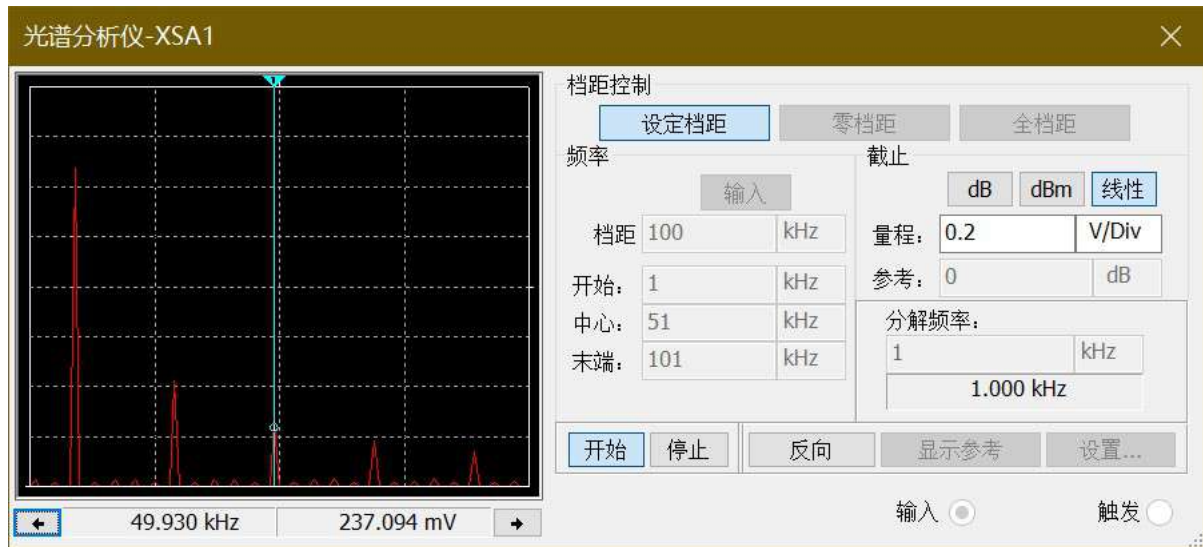 光谱分析仪-XSA1
1
档距控制
设定档距 零档距 全档距
频率
输入
档距 100 kHz
开始: 1 kHz
中心: 51 kHz
末端: 101 kHz
截止
dB dBm 线性
量程: 0.2 V/Div
参考: 0 dB
分解频率:
1 kHz
1.000 kHz
开始 停止 反向 显示参考 设置...
49.930 kHz 237.094 mV
输入 触发